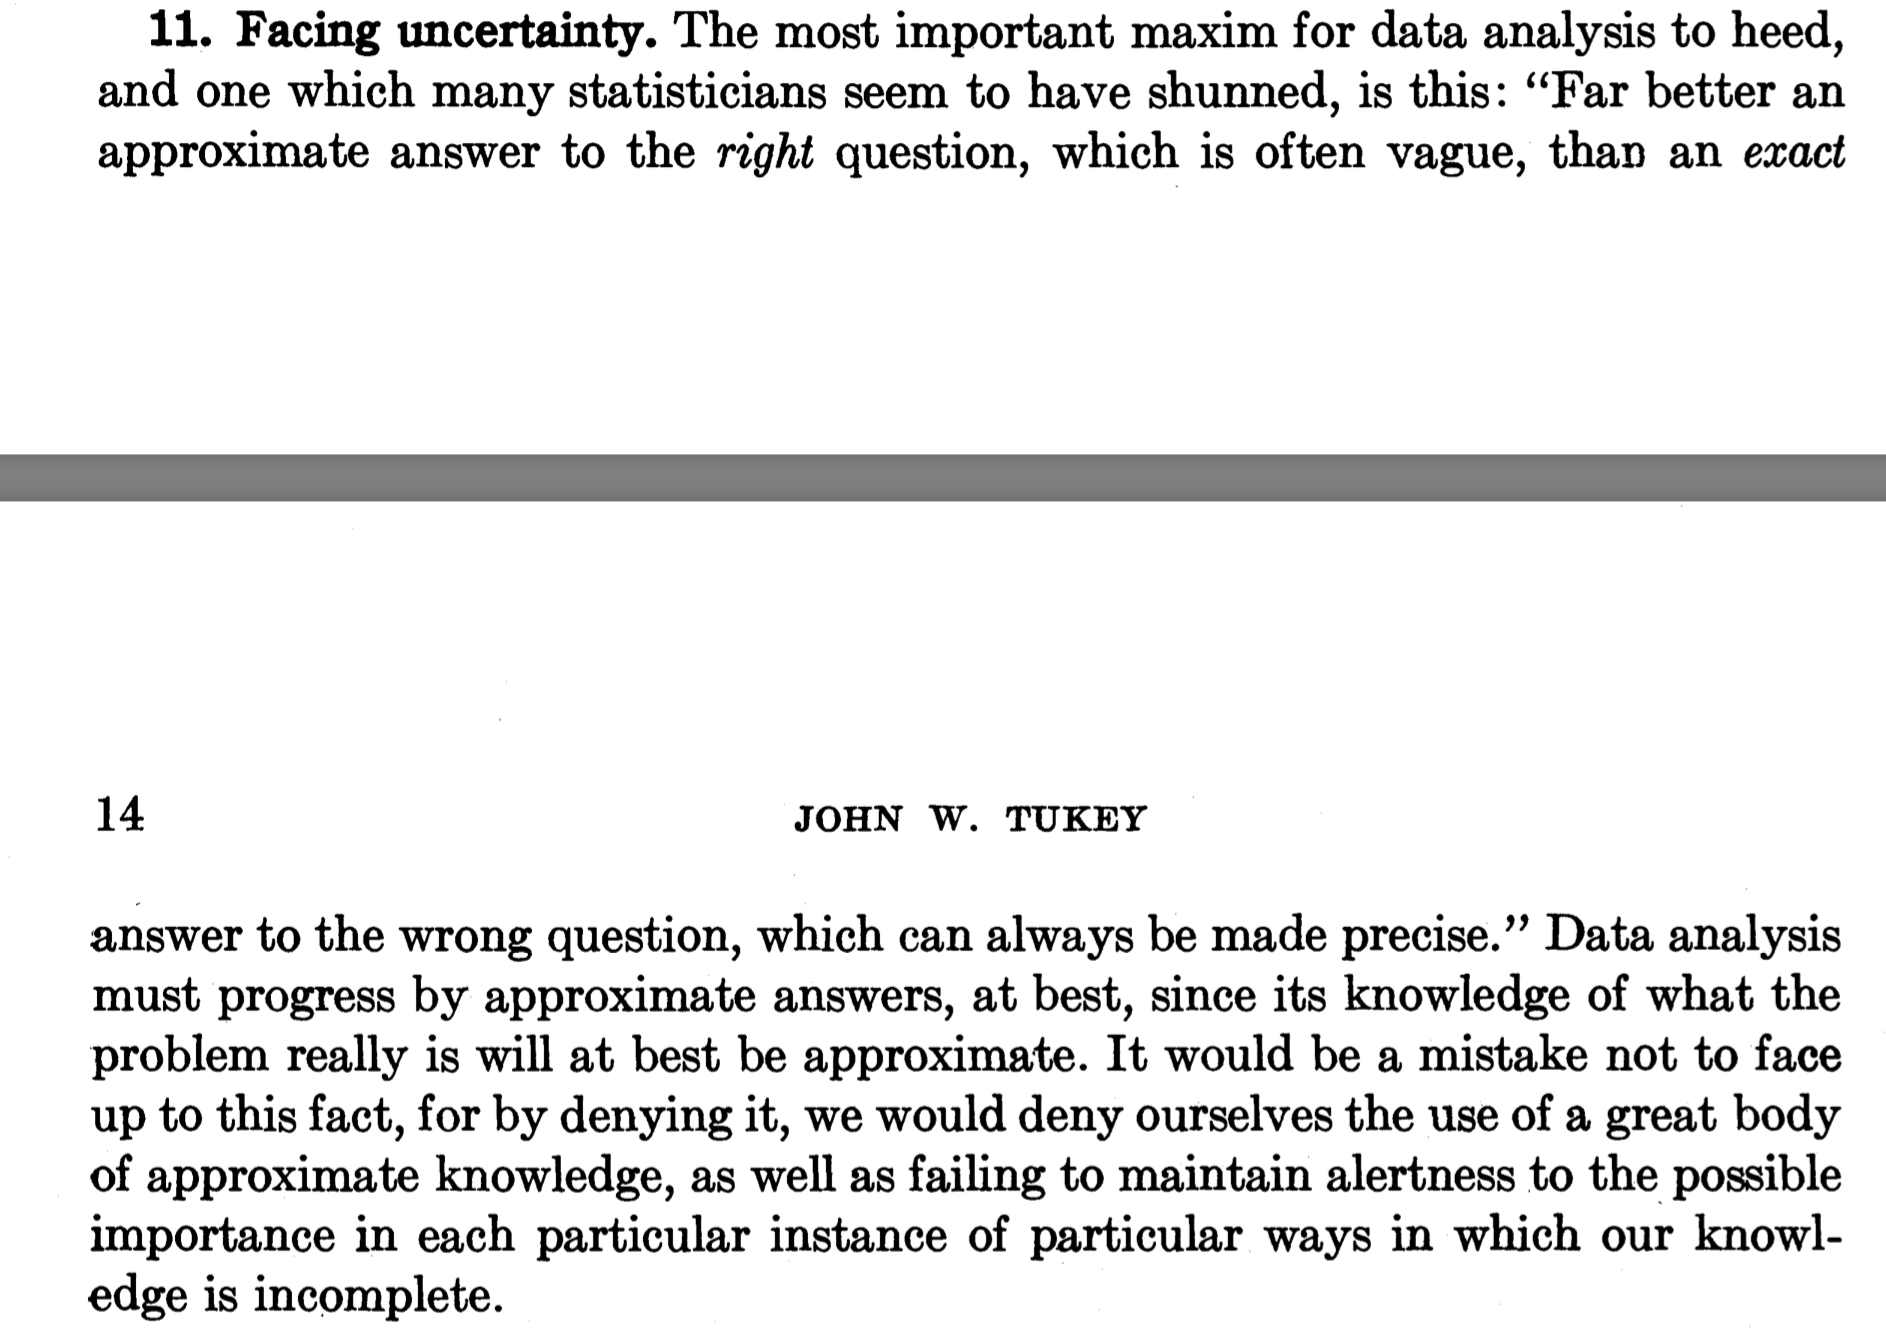 11. Facing uncertainty. The most important maxim for data analysis to heed,
and one which many statisticians seem to have shunned, is this: “Far better an
approximate answer to the right question, which is often vague, than an exact
14 JOHN W. TUKEY
answer to the wrong question, which can always be made precise.” Data analysis
must progress by approximate answers, at best, since its knowledge of what the
problem really is will at best be approximate. It would be a mistake not to face
up to this fact, for by denying it, we would deny ourselves the use of a great body
of approximate knowledge, as well as failing to maintain alertness to the possible
importance in each particular instance of particular ways in which our knowl-
edge is incomplete.